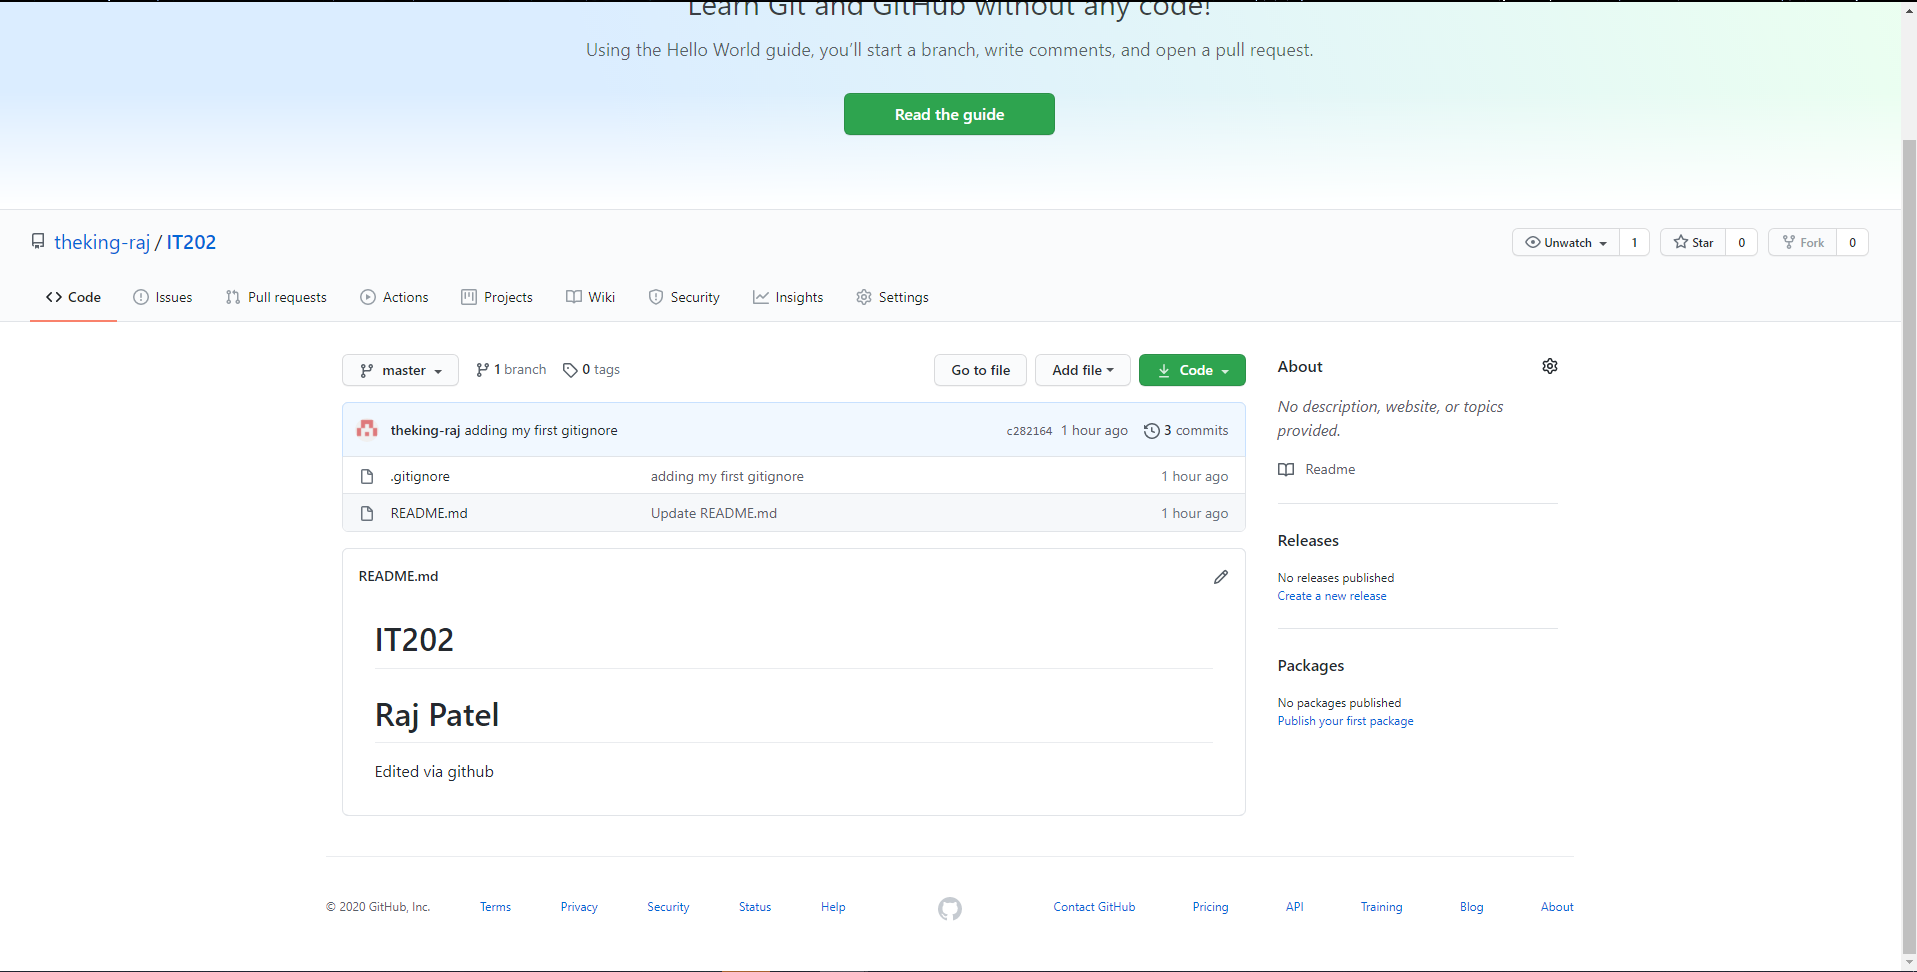 Learn Git and GitHub without any code!
Using the Hello World guide, you’ll start a branch, write comments, and open a pull request.
Read the guide
theking-raj / IT202
Unwatch 1 Star 0 Fork 0
Code Issues Pull requests Actions Projects Wiki Security Insights Settings
master 1 branch 0 tags Go to file Add file Code
theking-raj adding my first gitignore c282164 1 hour ago 3 commits
.gitignore adding my first gitignore 1 hour ago
README.md Update README.md 1 hour ago
README.md
IT202
Raj Patel
Edited via github
About
No description, website, or topics
provided.
Readme
Releases
No releases published
Create a new release
Packages
No packages published
Publish your first package
© 2020 GitHub, Inc. Terms Privacy Security Status Help Contact GitHub Pricing API Training Blog About